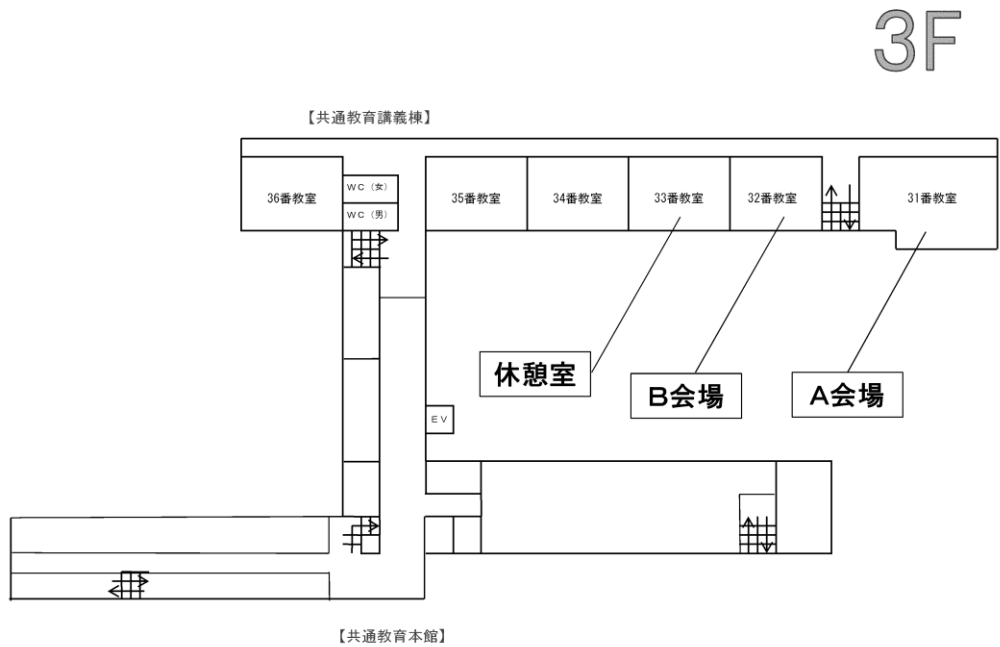 3F
【共通教育講義棟】
36番教室
WC（女）
WC（男）
35番教室
34番教室
33番教室
32番教室
31番教室
休憩室
B会場
A会場
EV
【共通教育本館】